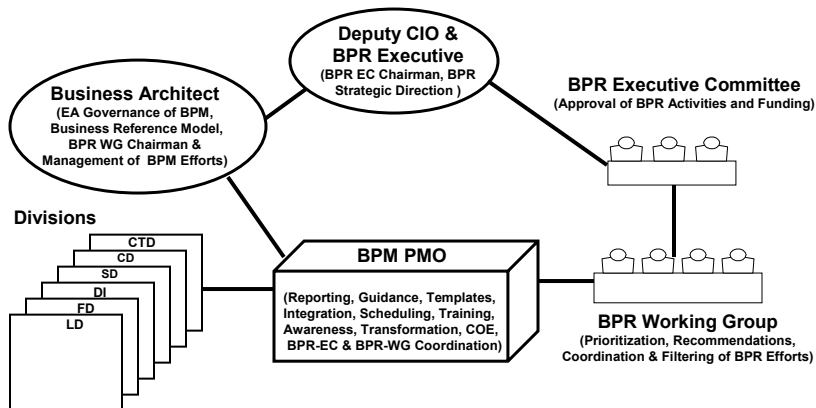 Deputy CIO &
BPR Executive
(BPR EC Chairman, BPR
Strategic Direction )
Business Architect
(EA Governance of BPM,
Business Reference Model,
BPR WG Chairman &
Management of BPM Efforts)
BPR Executive Committee
(Approval of BPR Activities and Funding)
Divisions
CTD
CD
SD
DI
FD
LD
BPM PMO
(Reporting, Guidance, Templates,
Integration, Scheduling, Training,
Awareness, Transformation, COE,
BPR-EC & BPR-WG Coordination)
BPR Working Group
(Prioritization, Recommendations,
Coordination & Filtering of BPR Efforts)